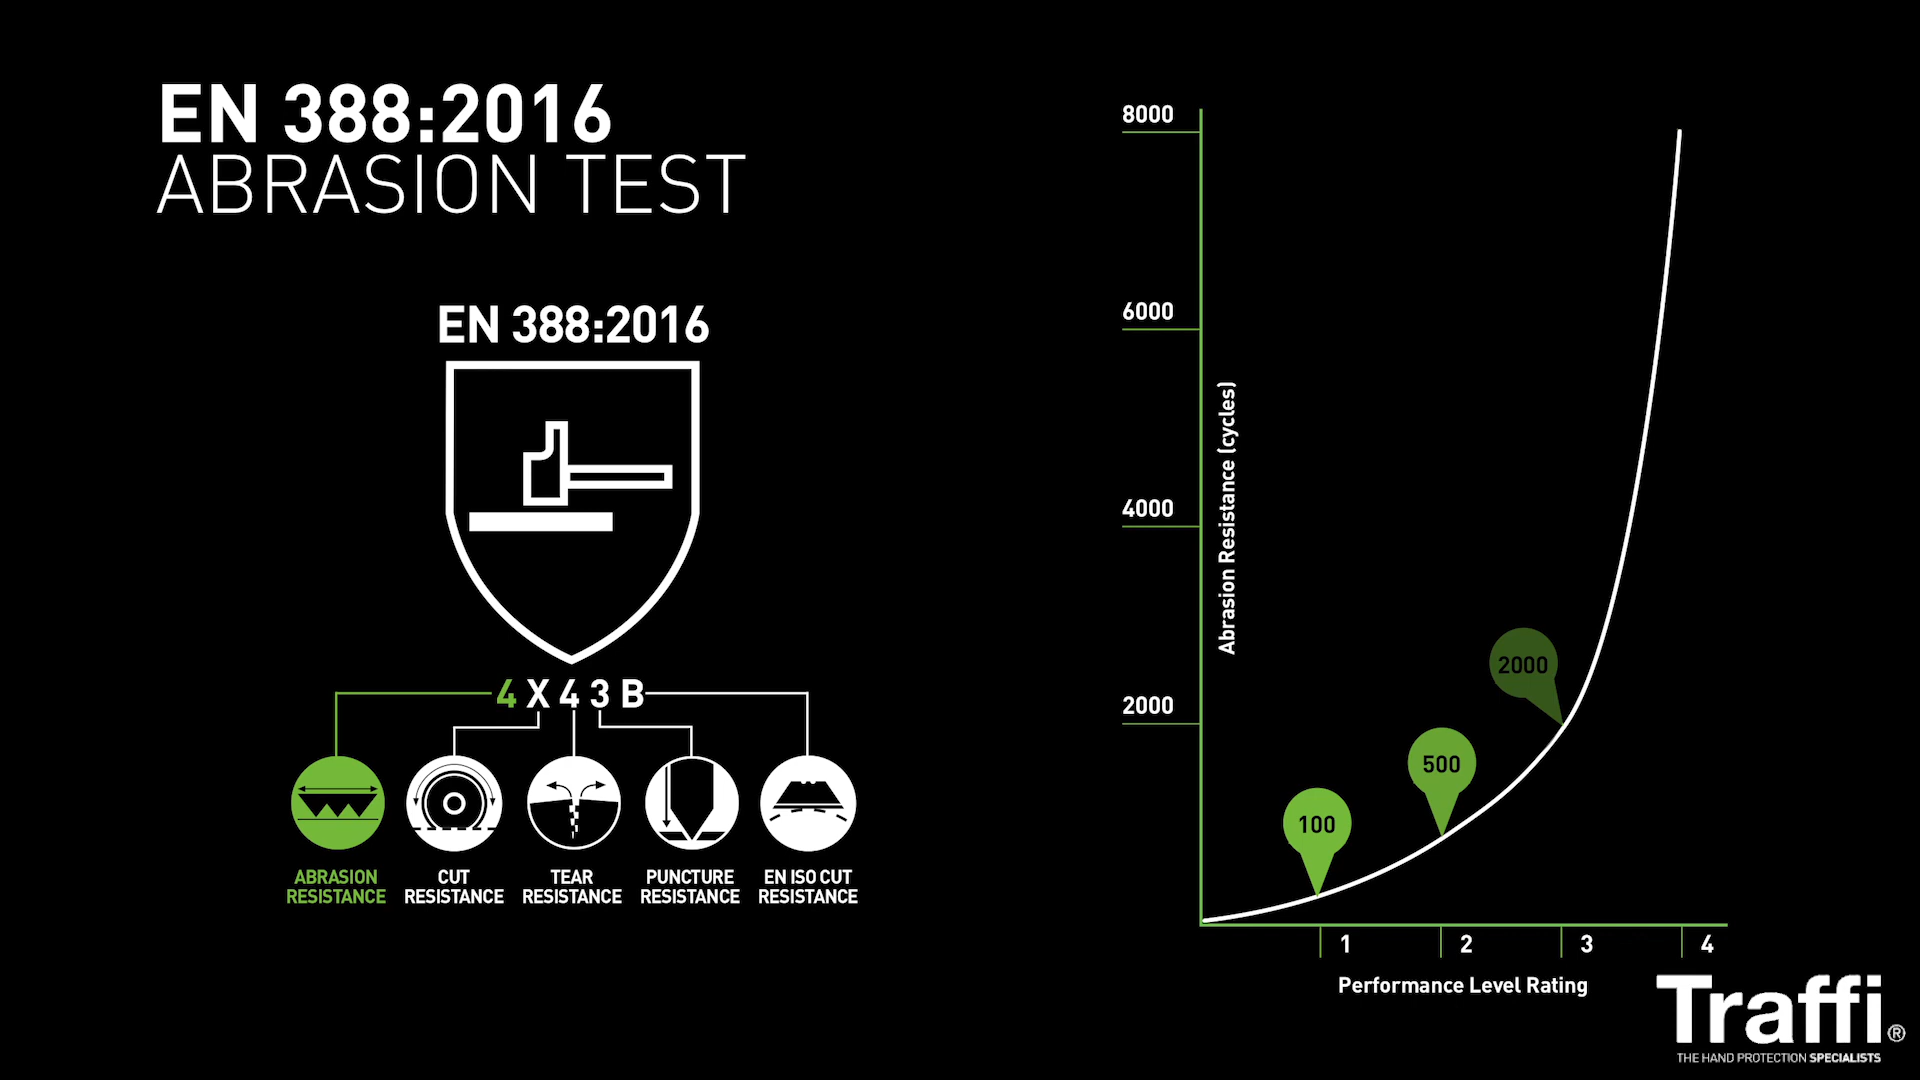 EN 388:2016
ABRASION TEST
EN 388:2016
4 X 4 3 B
ABRASION
RESISTANCE
CUT
RESISTANCE
TEAR
RESISTANCE
PUNCTURE
RESISTANCE
EN ISO CUT
RESISTANCE
8000
6000
4000
2000
Abrasion Resistance (cycles)
100
500
2000
1
2
3
4
Performance Level Rating
Traffi®
THE HAND PROTECTION SPECIALISTS